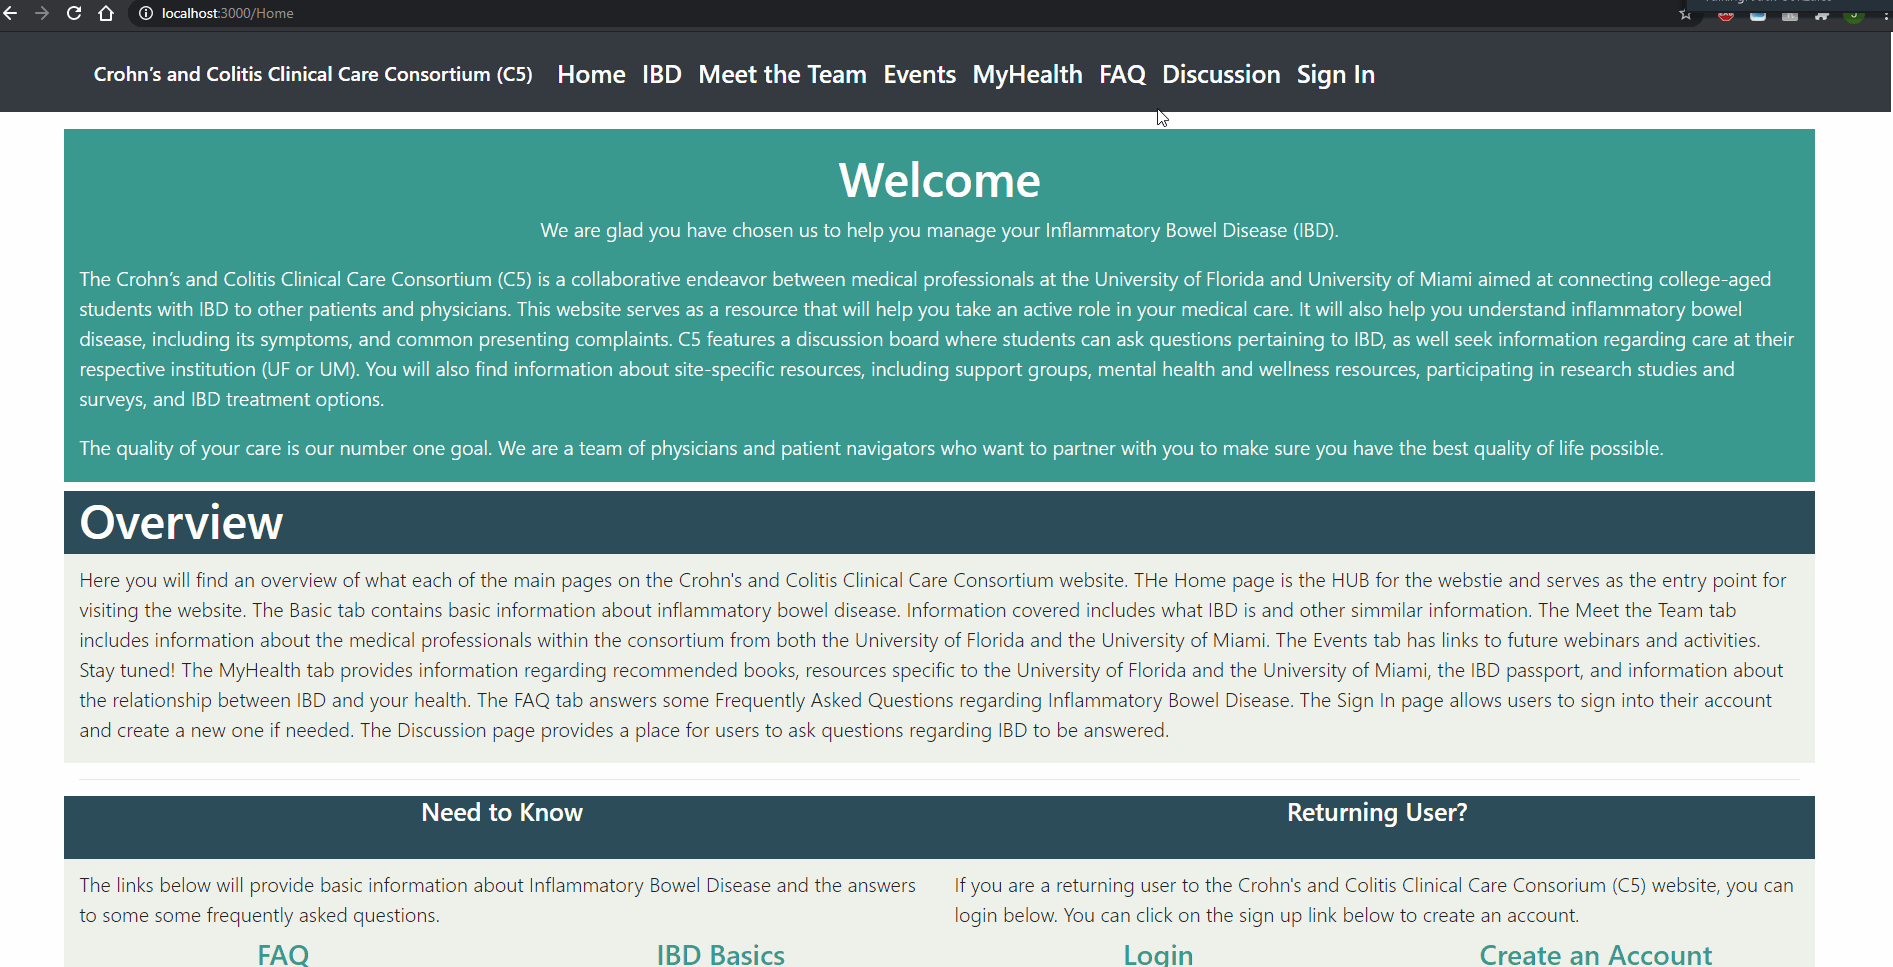 localhost:3000/Home
Crohn’s and Colitis Clinical Care Consortium (C5) Home IBD Meet the Team Events MyHealth FAQ Discussion Sign In
Welcome
We are glad you have chosen us to help you manage your Inflammatory Bowel Disease (IBD).
The Crohn’s and Colitis Clinical Care Consortium (C5) is a collaborative endeavor between medical professionals at the University of Florida and University of Miami aimed at connecting college-aged
students with IBD to other patients and physicians. This website serves as a resource that will help you take an active role in your medical care. It will also help you understand inflammatory bowel
disease, including its symptoms, and common presenting complaints. C5 features a discussion board where students can ask questions pertaining to IBD, as well seek information regarding care at their
respective institution (UF or UM). You will also find information about site-specific resources, including support groups, mental health and wellness resources, participating in research studies and
surveys, and IBD treatment options.
The quality of your care is our number one goal. We are a team of physicians and patient navigators who want to partner with you to make sure you have the best quality of life possible.
Overview
Here you will find an overview of what each of the main pages on the Crohn's and Colitis Clinical Care Consortium website. THe Home page is the HUB for the webstie and serves as the entry point for
visiting the website. The Basic tab contains basic information about inflammatory bowel disease. Information covered includes what IBD is and other simmilar information. The Meet the Team tab
includes information about the medical professionals within the consortium from both the University of Florida and the University of Miami. The Events tab has links to future webinars and activities.
Stay tuned! The MyHealth tab provides information regarding recommended books, resources specific to the University of Florida and the University of Miami, the IBD passport, and information about
the relationship between IBD and your health. The FAQ tab answers some Frequently Asked Questions regarding Inflammatory Bowel Disease. The Sign In page allows users to sign into their account
and create a new one if needed. The Discussion page provides a place for users to ask questions regarding IBD to be answered.
Need to Know
The links below will provide basic information about Inflammatory Bowel Disease and the answers
to some some frequently asked questions.
FAQ IBD Basics
Returning User?
If you are a returning user to the Crohn's and Colitis Clinical Care Consorium (C5) website, you can
login below. You can click on the sign up link below to create an account.
Login Create an Account